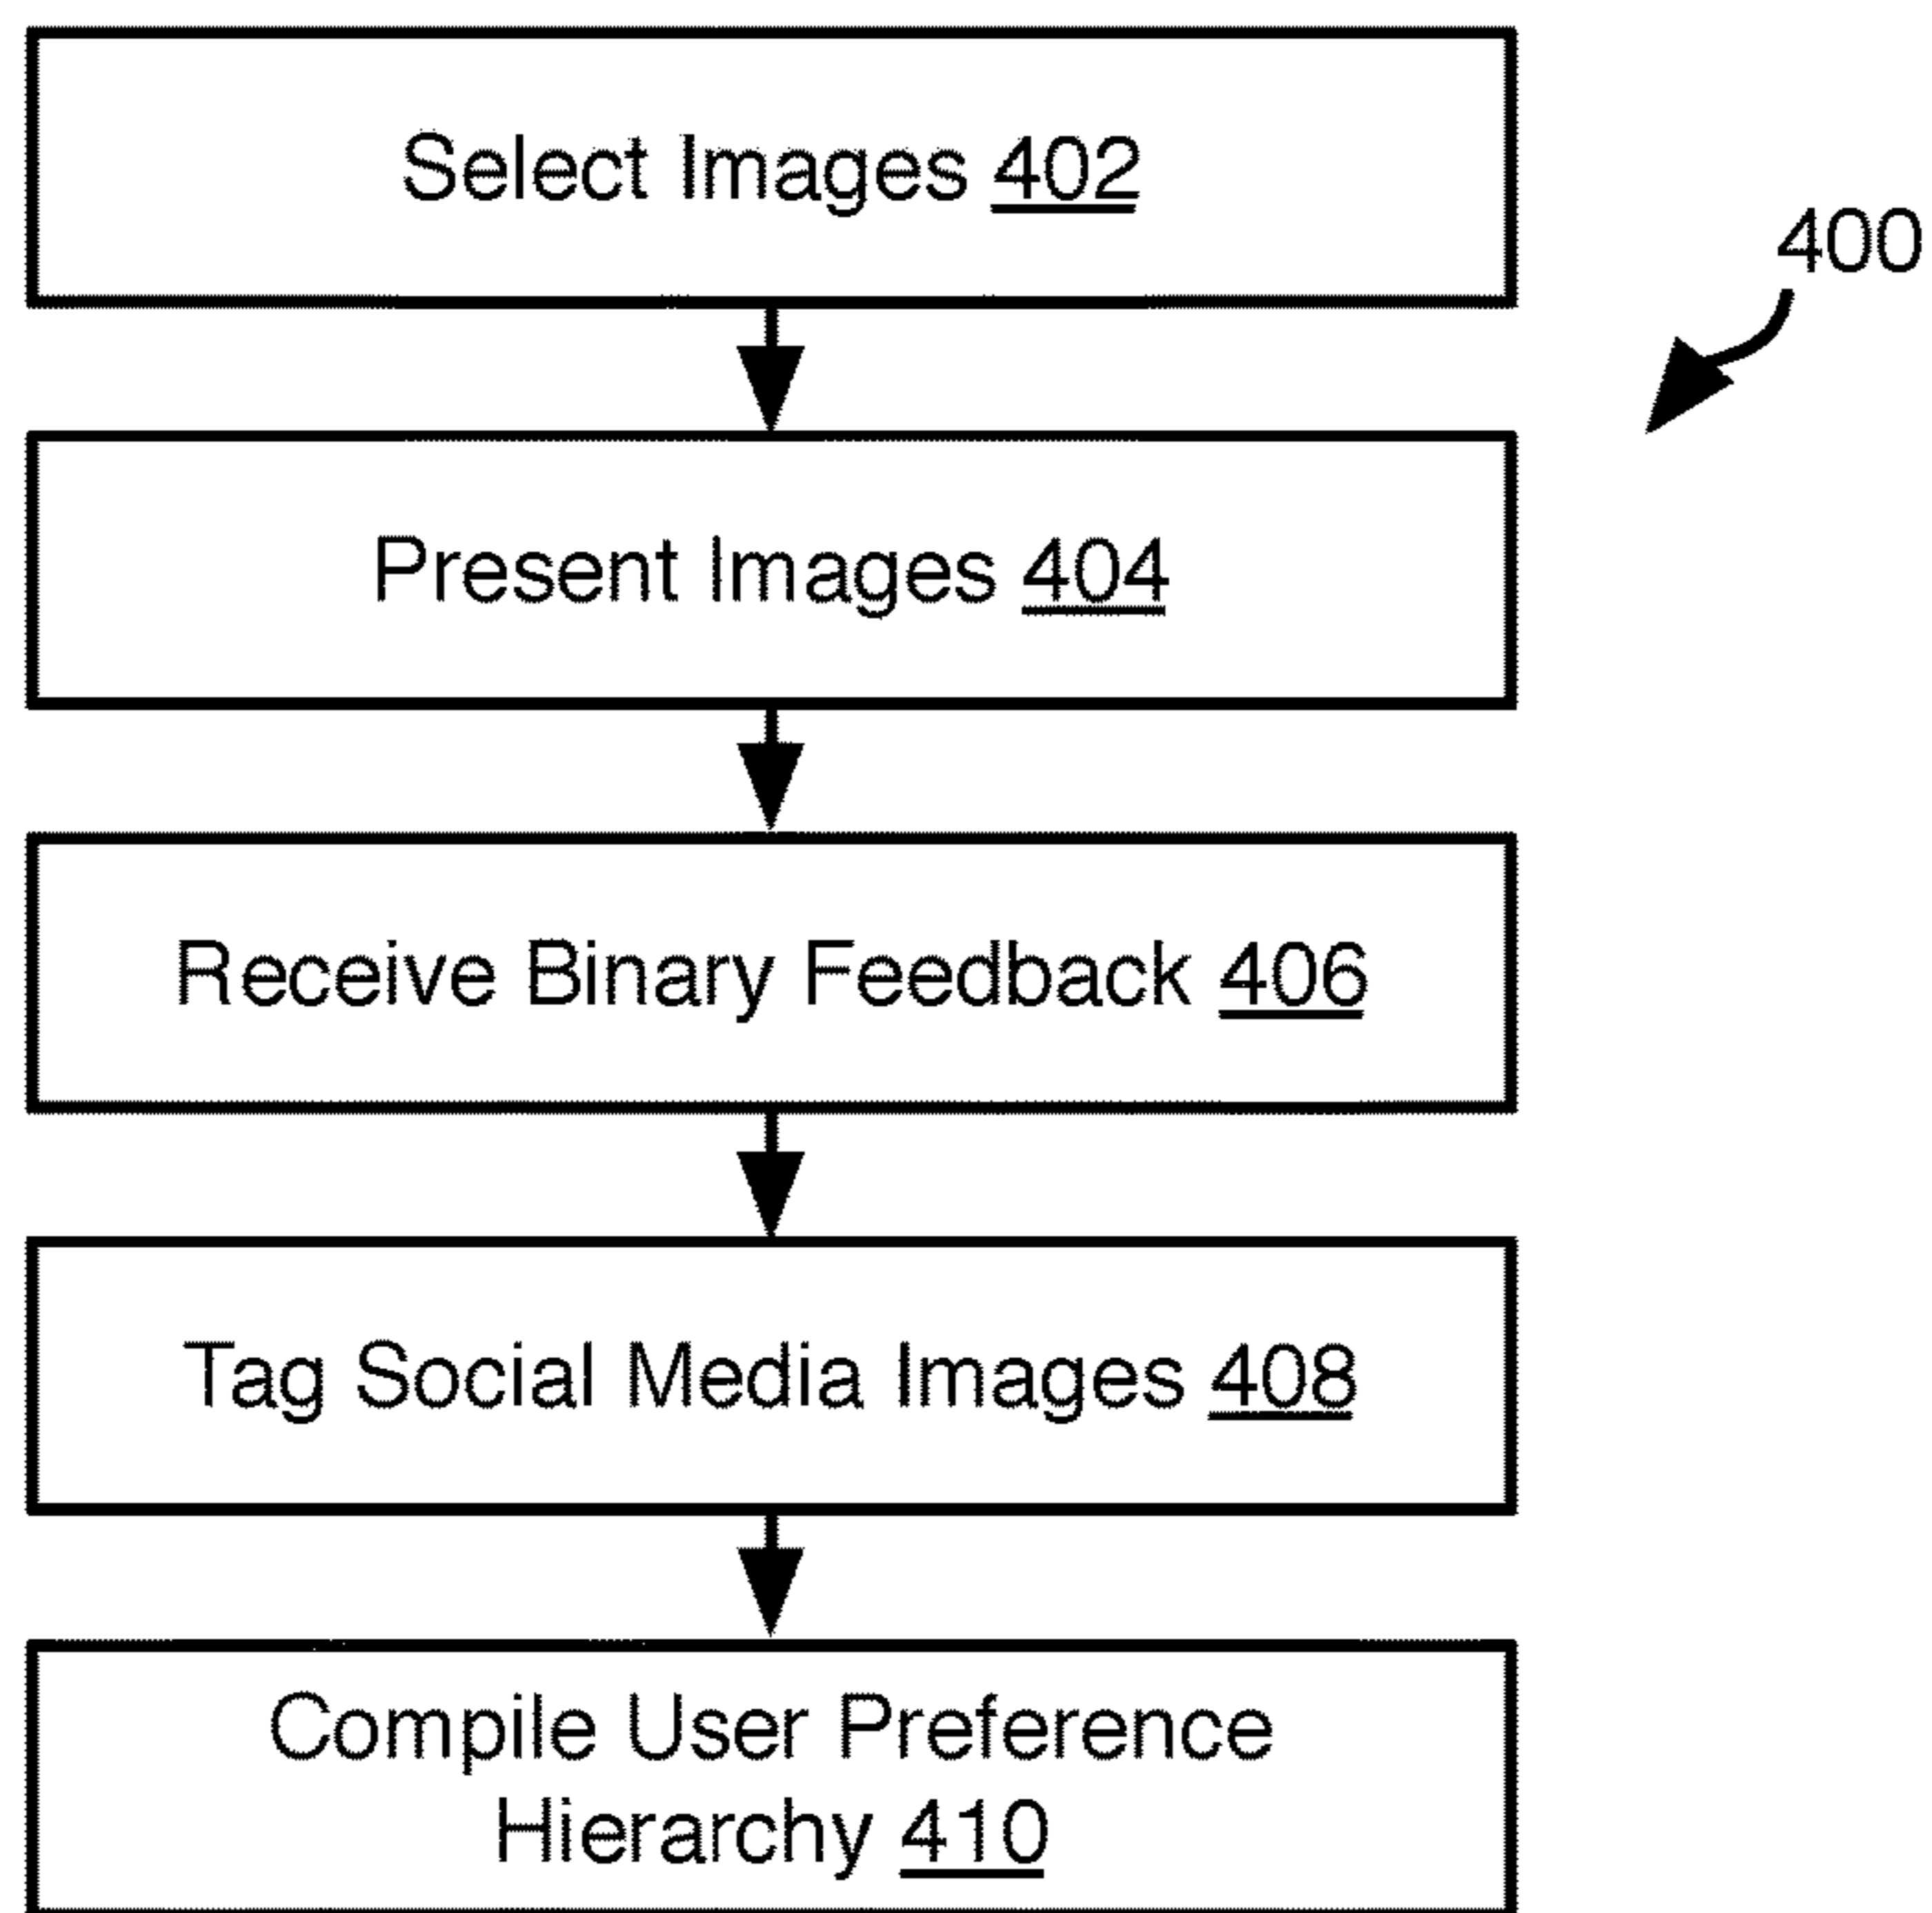 Select Images 402
400
Present Images 404
Receive Binary Feedback 406
Tag Social Media Images 408
Compile User Preference
Hierarchy 410